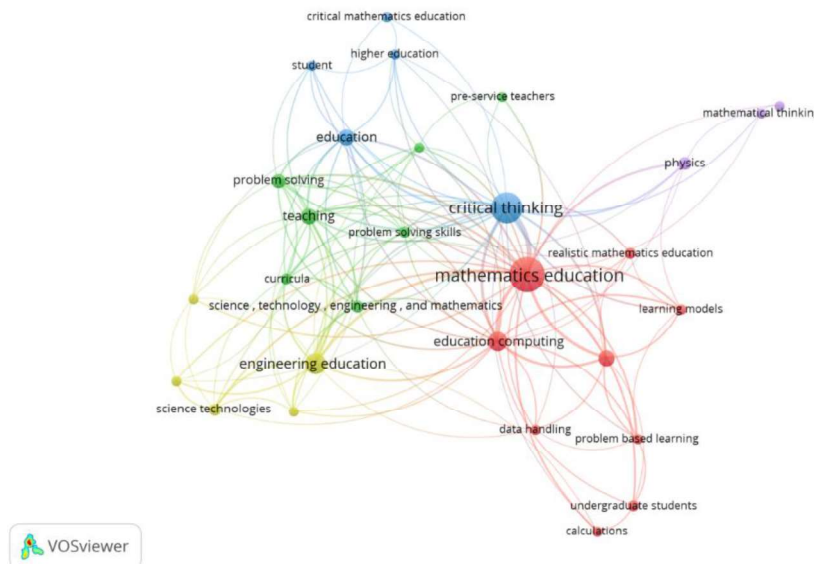 critical mathematics education
higher education
student
pre-service teachers
mathematical thinkin
education
physics
problem solving
critical thinking
teaching
problem solving skills
realistic mathematics education
mathematics education
curricula
science , technology , engineering , and mathematics
learning models
education computing
engineering education
science technologies
data handling
problem based learning
undergraduate students
calculations
VOSviewer